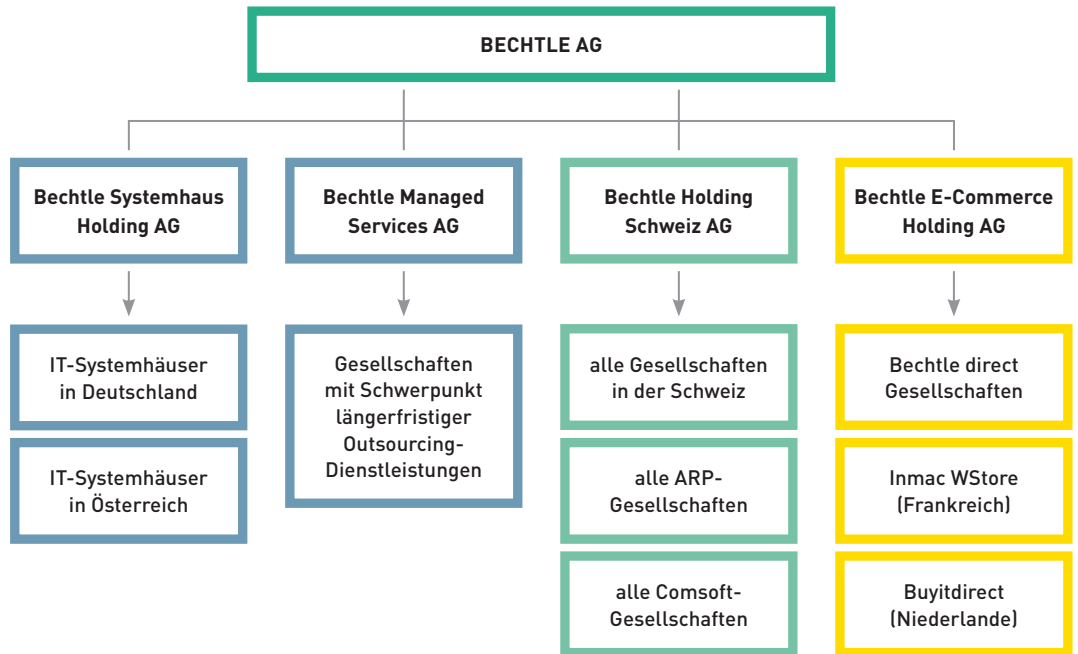 BECHTLE AG
Bechtle Systemhaus
Holding AG
Bechtle Managed
Services AG
Bechtle Holding
Schweiz AG
Bechtle E-Commerce
Holding AG
IT-Systemhäuser
in Deutschland
IT-Systemhäuser
in Österreich
Gesellschaften
mit Schwerpunkt
längerfristiger
Outsourcing-
Dienstleistungen
alle Gesellschaften
in der Schweiz
alle ARP-
Gesellschaften
alle Comsoft-
Gesellschaften
Bechtle direct
Gesellschaften
Inmac WStore
(Frankreich)
Buyitdirect
(Niederlande)